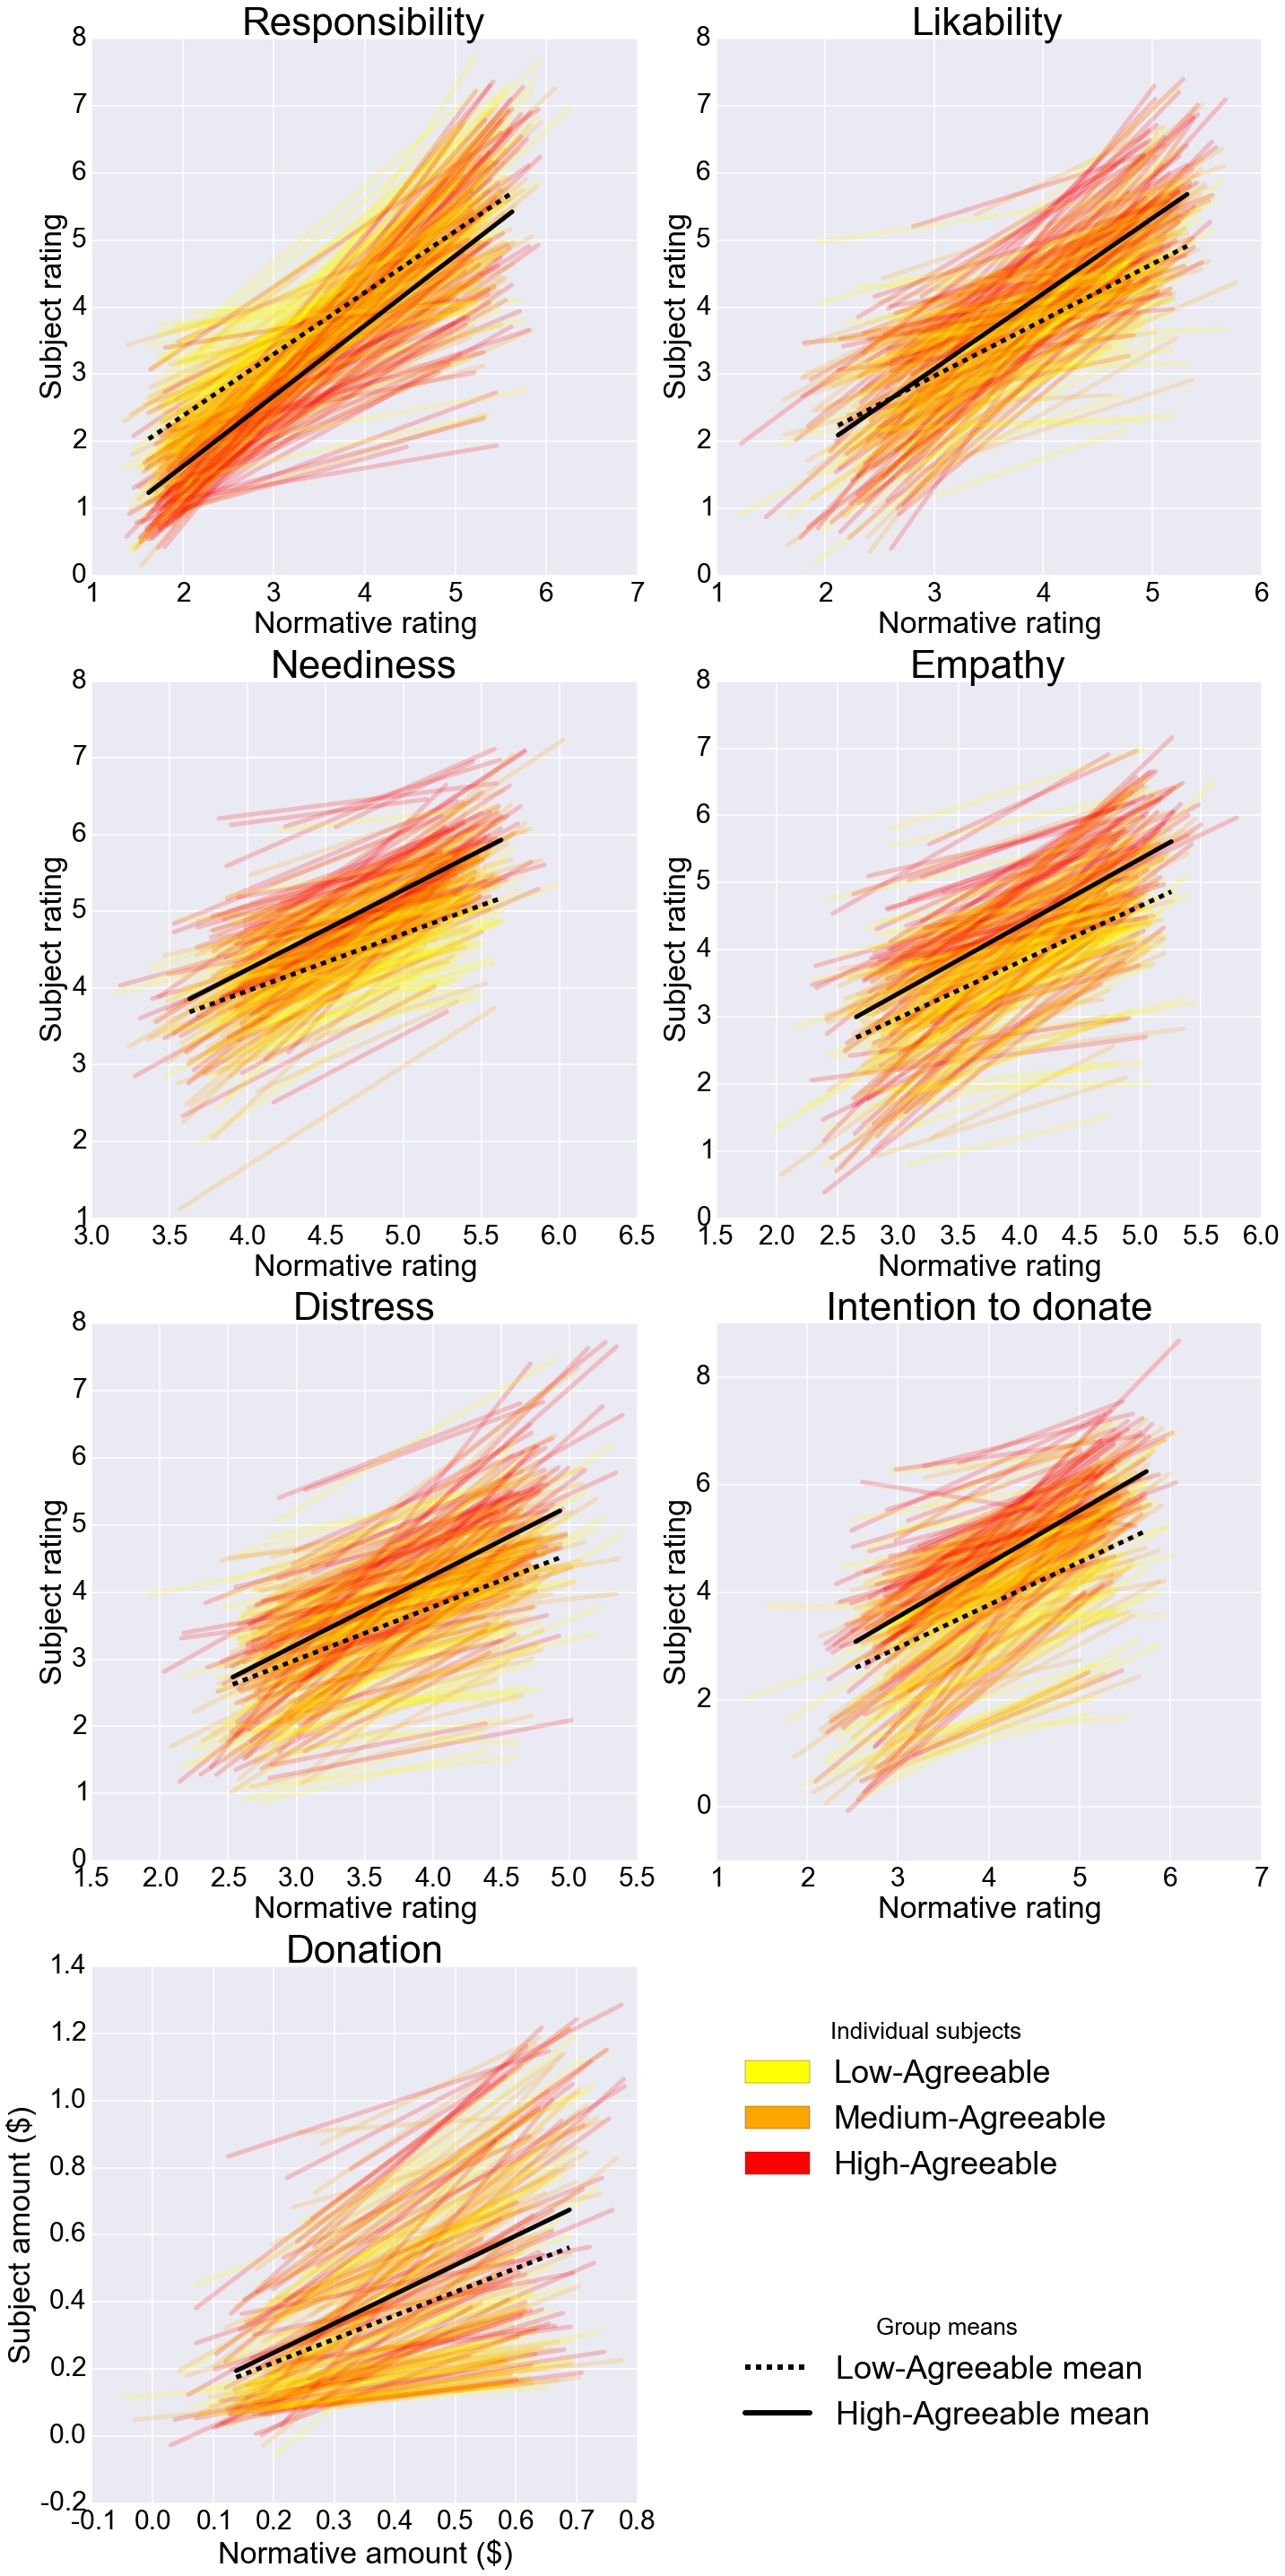 Responsibility
8
7
6
5
4
3
2
1
0
Subject rating
1 2 3 4 5 6 7
Normative rating
Likability
8
7
6
5
4
3
2
1
0
Subject rating
1 2 3 4 5 6
Normative rating
Neediness
8
7
6
5
4
3
2
1
Subject rating
3.0 3.5 4.0 4.5 5.0 5.5 6.0 6.5
Normative rating
Empathy
8
7
6
5
4
3
2
1
0
Subject rating
1.5 2.0 2.5 3.0 3.5 4.0 4.5 5.0 5.5 6.0
Normative rating
Distress
8
7
6
5
4
3
2
1
0
Subject rating
1.5 2.0 2.5 3.0 3.5 4.0 4.5 5.0 5.5
Normative rating
Intention to donate
8
6
4
2
0
Subject rating
1 2 3 4 5 6 7
Normative rating
Donation
1.4
1.2
1.0
0.8
0.6
0.4
0.2
0.0
-0.2
Subject amount ($)
-0.1 0.0 0.1 0.2 0.3 0.4 0.5 0.6 0.7 0.8
Normative amount ($)
Individual subjects
Low-Agreeable
Medium-Agreeable
High-Agreeable
Group means
Low-Agreeable mean
High-Agreeable mean